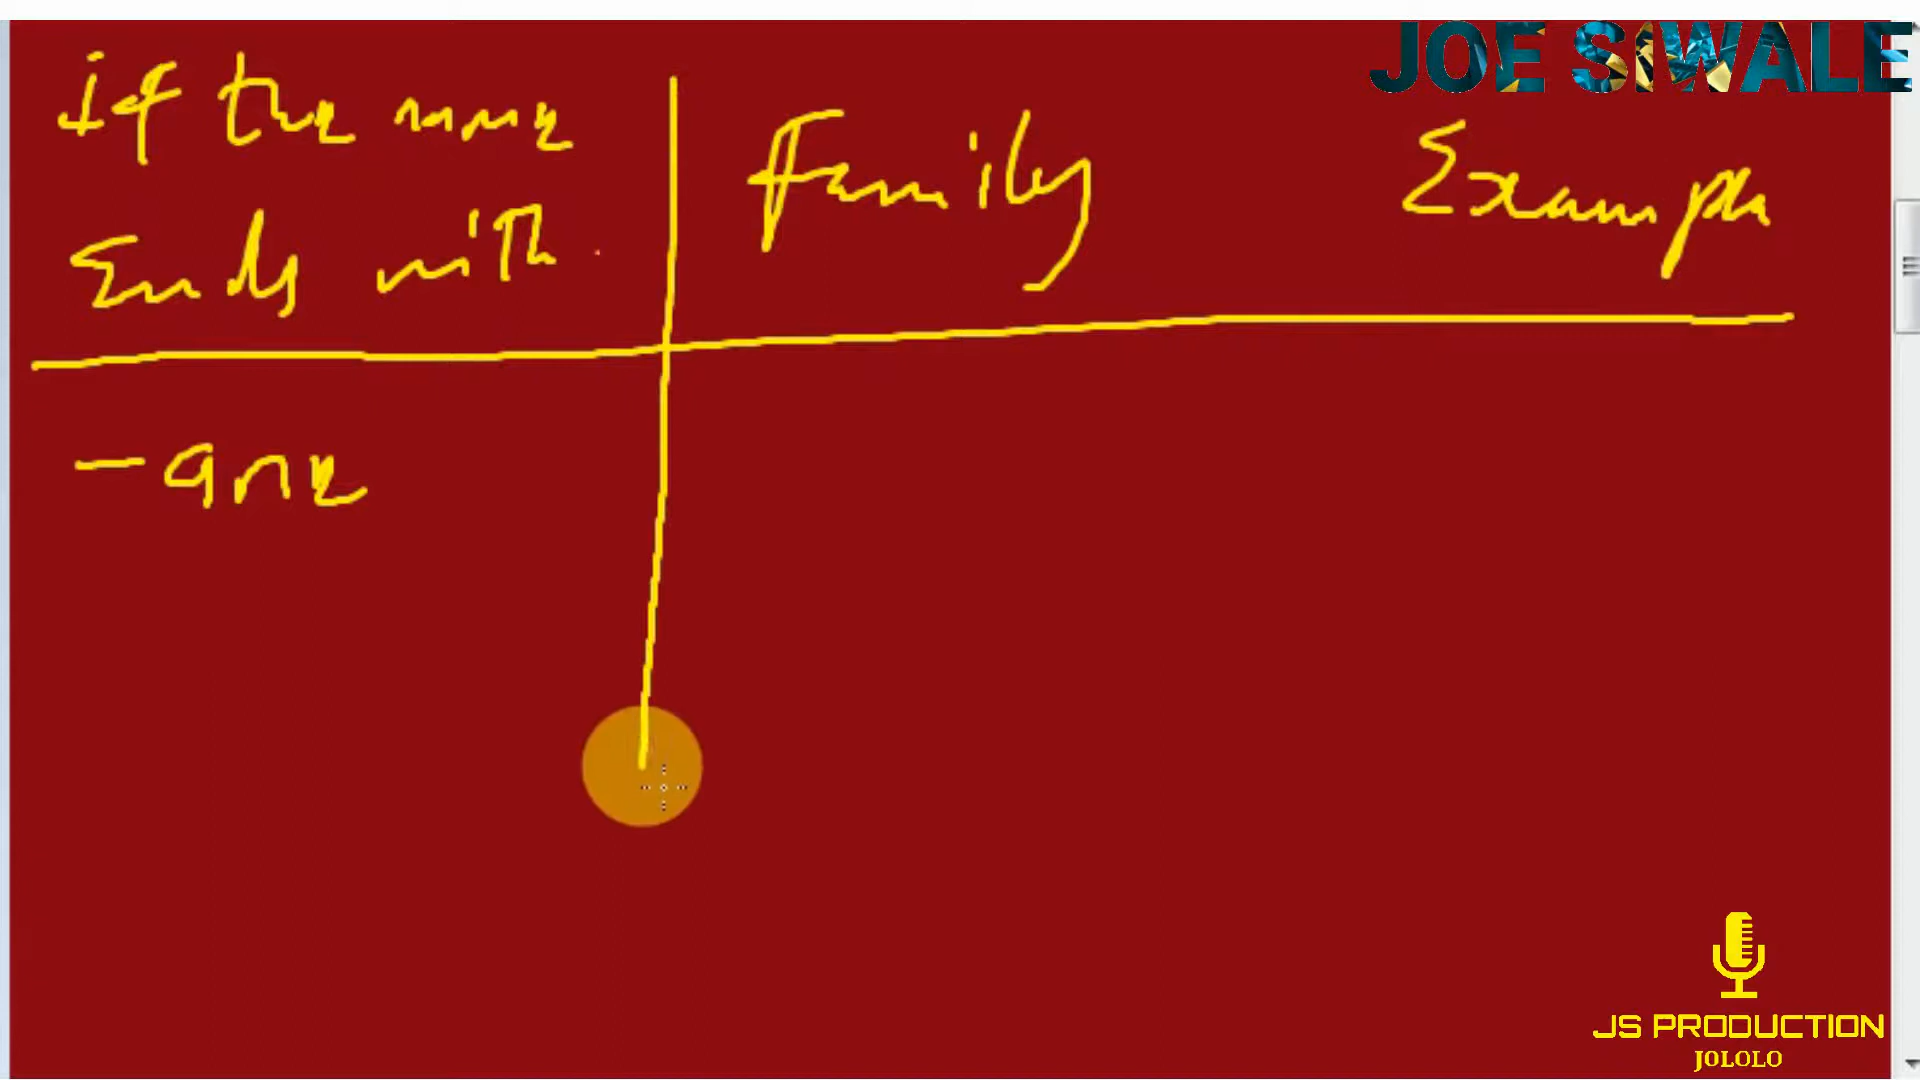 JOE SIWALE
if the name
Ends with
Family
Example
-ane
JS PRODUCTION
JOLOLO